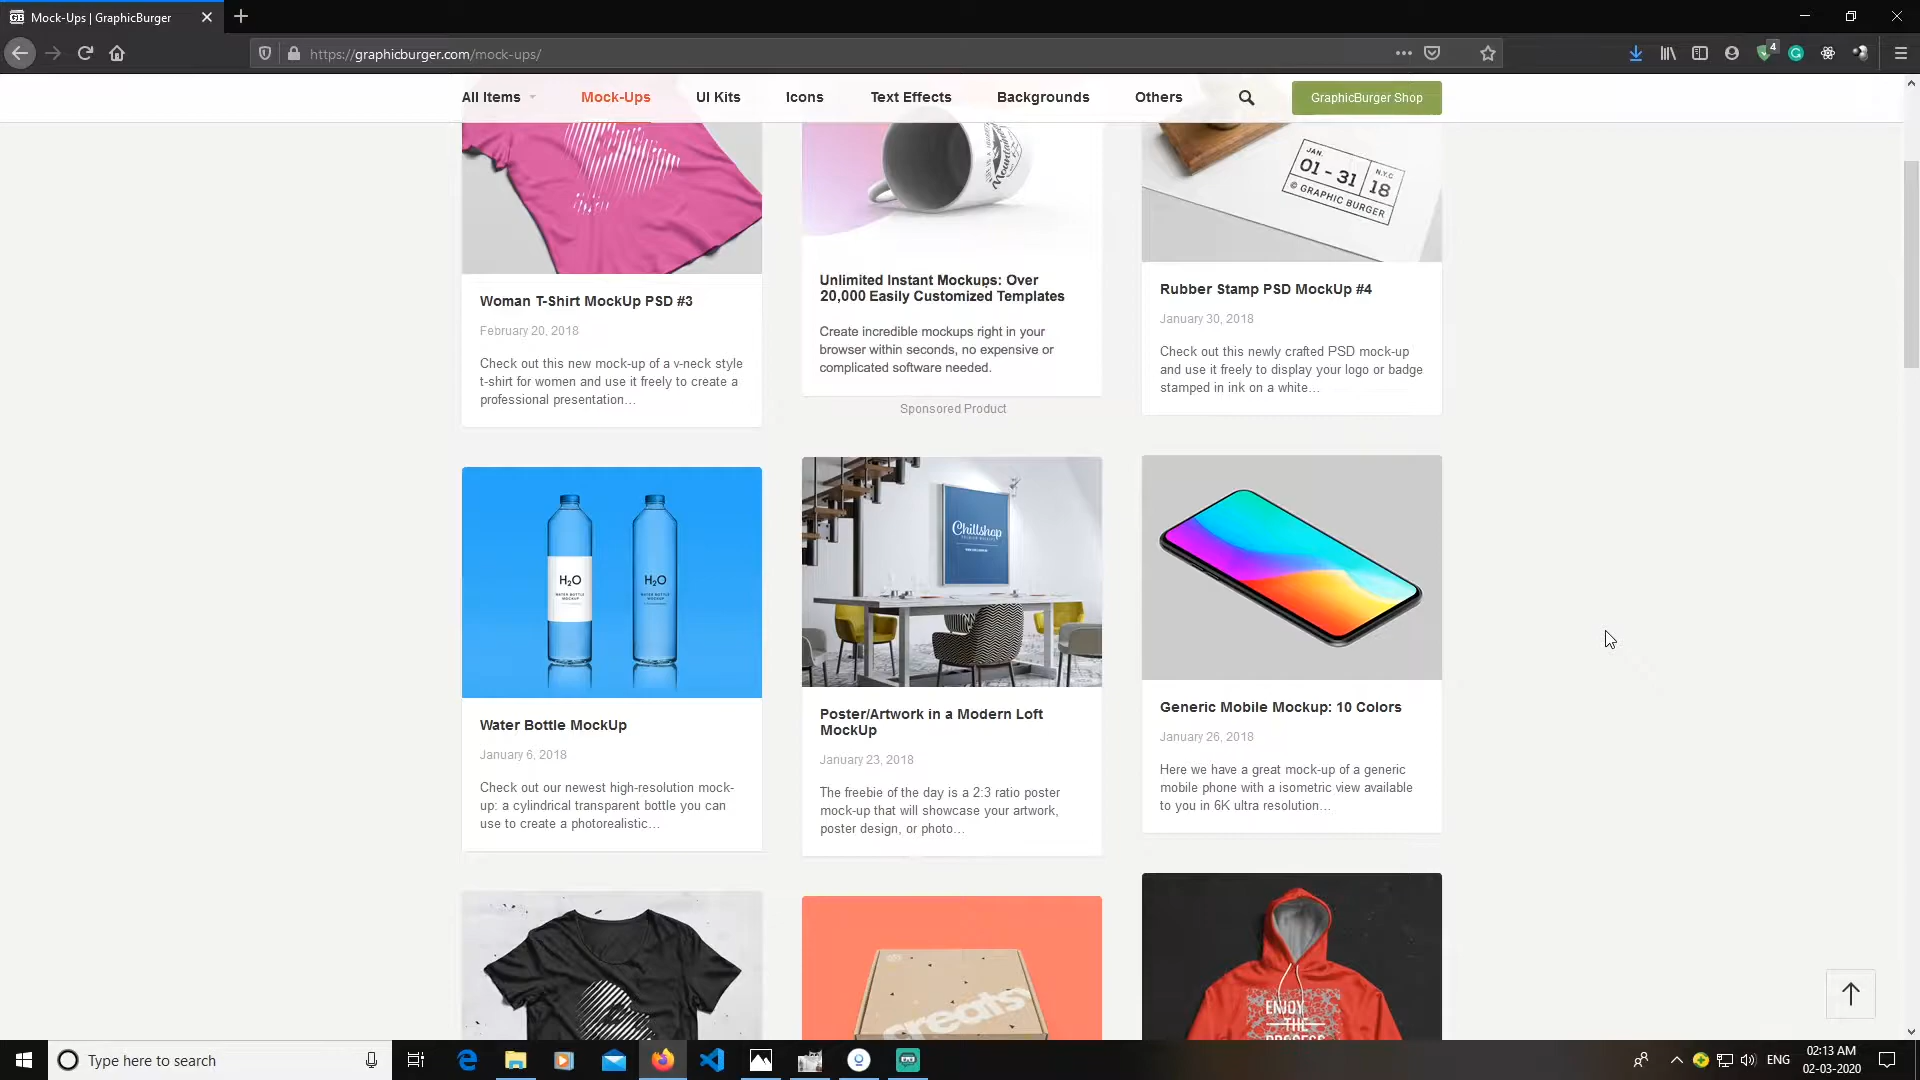 Mock-Ups | GraphicBurger
https://graphicburger.com/mock-ups/
4
All Items
Mock-Ups
UI Kits
Icons
Text Effects
Backgrounds
Others
GraphicBurger Shop
JAN.
01 - 31
N.Y.C
18
© GRAPHIC BURGER
Woman T-Shirt MockUp PSD #3
February 20, 2018
Check out this new mock-up of a v-neck style
t-shirt for women and use it freely to create a
professional presentation…
Unlimited Instant Mockups: Over
20,000 Easily Customized Templates
Create incredible mockups right in your
browser within seconds, no expensive or
complicated software needed.
Sponsored Product
Rubber Stamp PSD MockUp #4
January 30, 2018
Check out this newly crafted PSD mock-up
and use it freely to display your logo or badge
stamped in ink on a white…
H₂O
WATER BOTTLE
MOCKUP
H₂O
WATER BOTTLE
MOCKUP
Chillshop
Water Bottle MockUp
January 6, 2018
Check out our newest high-resolution mock-
up: a cylindrical transparent bottle you can
use to create a photorealistic…
Poster/Artwork in a Modern Loft
MockUp
January 23, 2018
The freebie of the day is a 2:3 ratio poster
mock-up that will showcase your artwork,
poster design, or photo…
Generic Mobile Mockup: 10 Colors
January 26, 2018
Here we have a great mock-up of a generic
mobile phone with a isometric view available
to you in 6K ultra resolution…
greats
ENJOY
THE
PROCESS
Type here to search
ENG
02:13 AM
02-03-2020